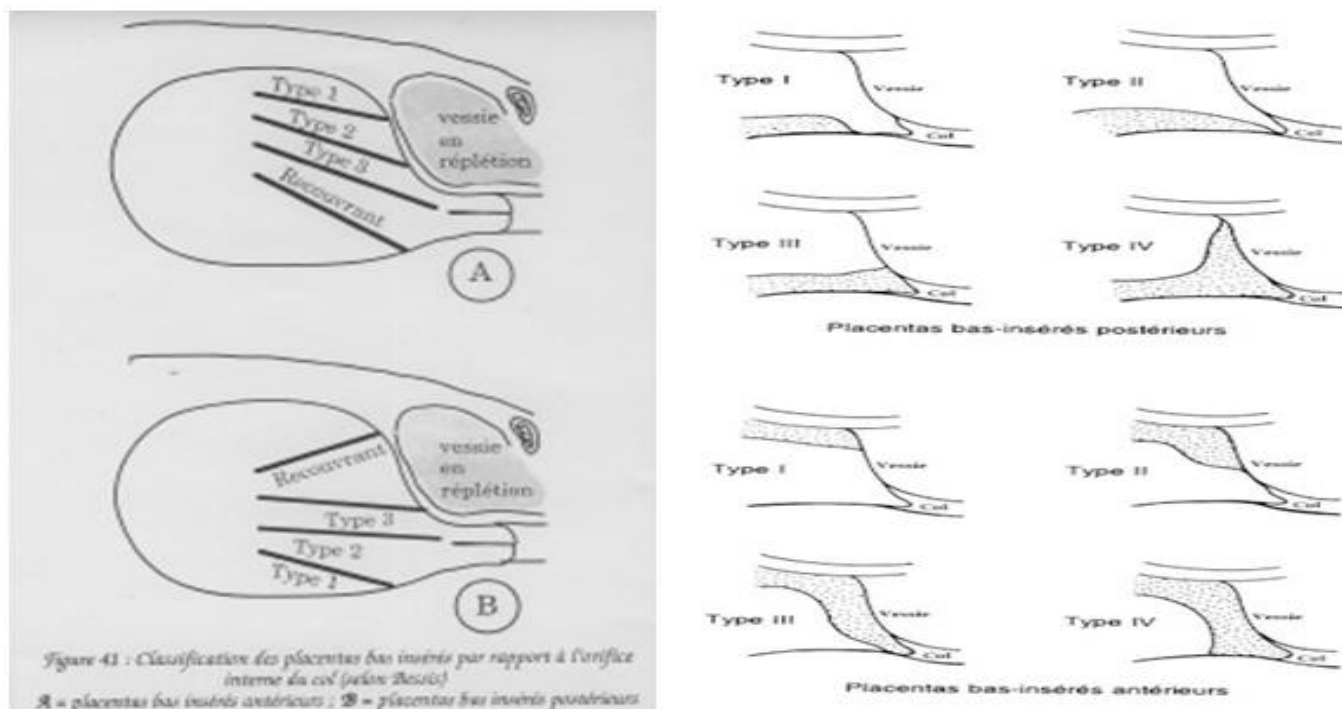 Type 1
Type 2
Type 3
Recouvrant
vessie
en
réplétion
A
Recouvrant
Type 3
Type 2
Type 1
vessie
en
réplétion
B
Figure 41 : Classification des placentas bas insérés par rapport à l'orifice
interne du col (selon Bessis)
A = placentas bas insérés antérieurs ; B = placentas bas insérés postérieurs
Type I
Vessie
Col
Type II
Vessie
Col
Type III
Vessie
Col
Type IV
Vessie
Col
Placentas bas-insérés postérieurs
Type I
Vessie
Col
Type II
Vessie
Col
Type III
Vessie
Col
Type IV
Vessie
Col
Placentas bas-insérés antérieurs